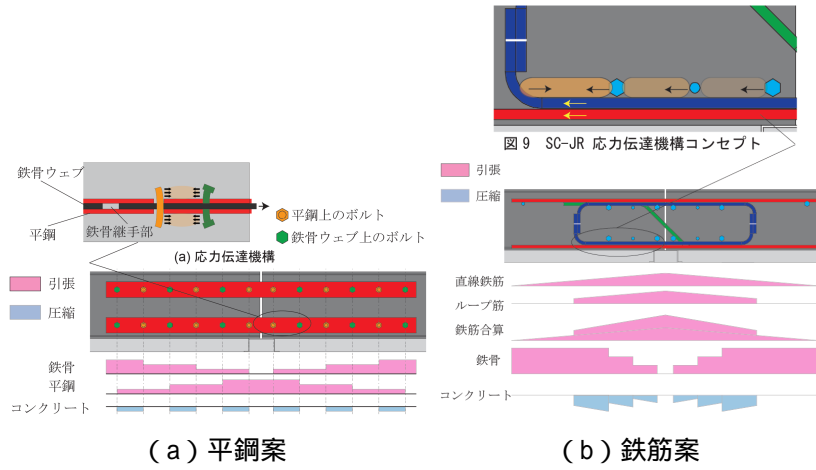 鉄骨ウェブ
平鋼
鉄骨継手部
平鋼上のボルト
鉄骨ウェブ上のボルト
(a) 応力伝達機構
引張
圧縮
鉄骨
平鋼
コンクリート
(a)平鋼案
図9 SC-JR 応力伝達機構コンセプト
引張
圧縮
直線鉄筋
ループ筋
鉄筋合算
鉄骨
コンクリート
(b)鉄筋案